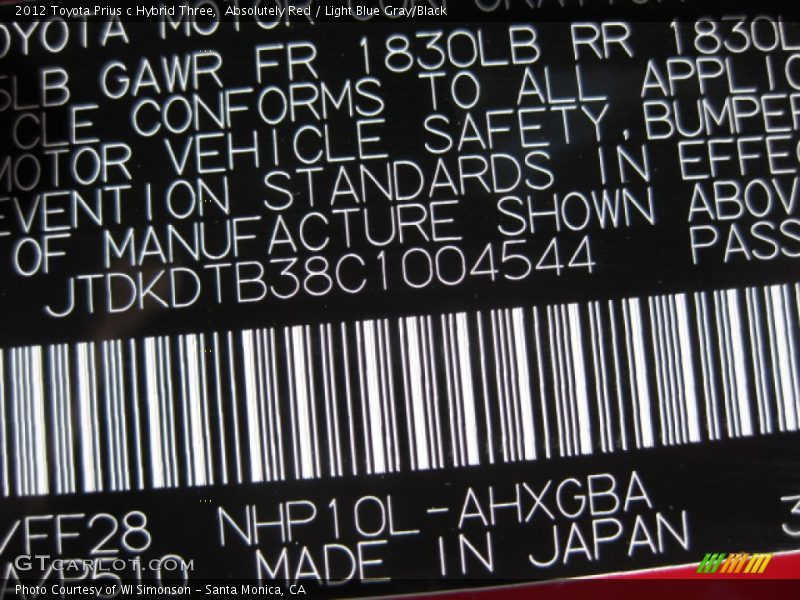 2012 Toyota Prius c Hybrid Three, Absolutely Red / Light Blue Gray/Black
TOYOTA MOTOR
LB GAWR FR 1830LB RR 1830L
CLE CONFORMS TO ALL APPLIC
MOTOR VEHICLE SAFETY, BUMPER
EVENTION STANDARDS IN EFFEC
OF MANUFACTURE SHOWN ABOV
JTDKDTB38C1004544 PASS
/FF28 NHP10L-AHXGBA
MADE IN JAPAN
GTcarlot.com
Photo Courtesy of WI Simonson - Santa Monica, CA